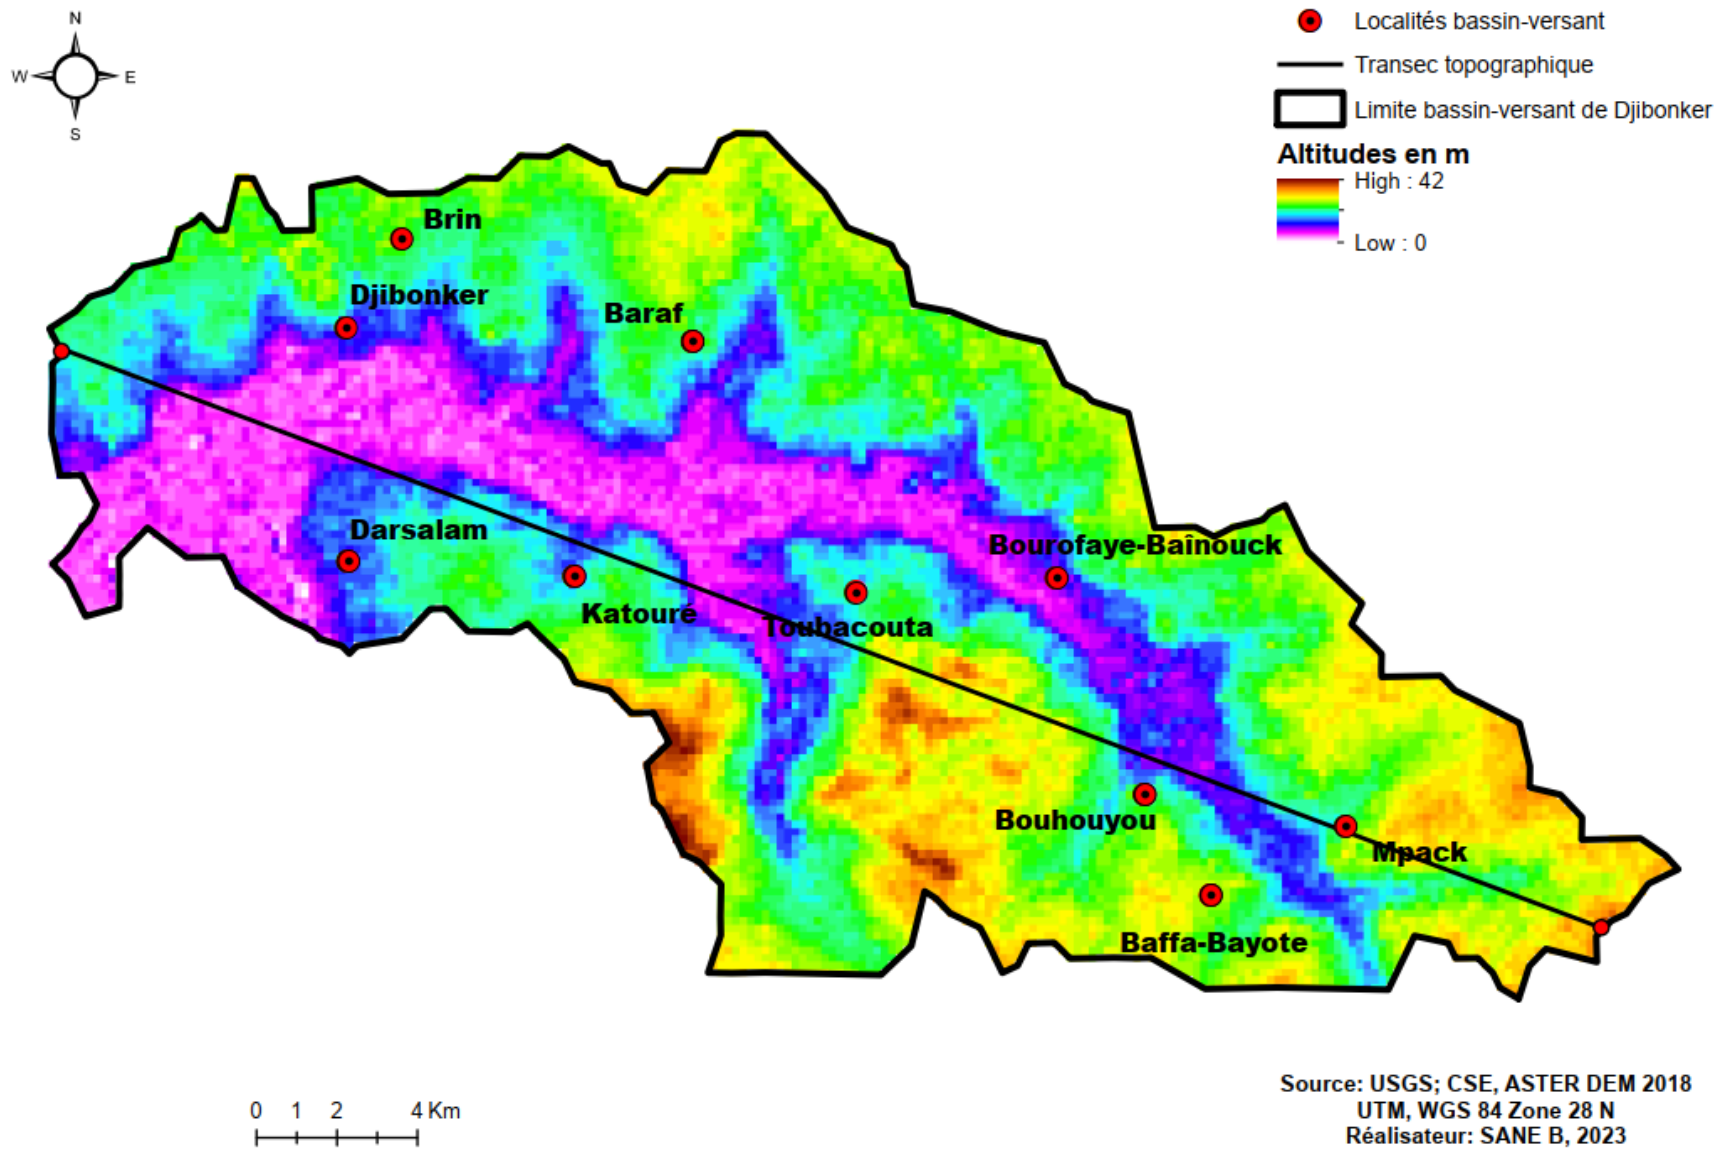 N
W
E
S
Localités bassin-versant
Transec topographique
Limite bassin-versant de Djibonker
Altitudes en m
High : 42
Low : 0
Brin
Djibonker
Baraf
Darsalam
Bourofaye-Baînouck
Katouré
Toubacouta
Bouhouyou
Mpack
Baffa-Bayote
0 1 2 4 Km
Source: USGS; CSE, ASTER DEM 2018
UTM, WGS 84 Zone 28 N
Réalisateur: SANE B, 2023